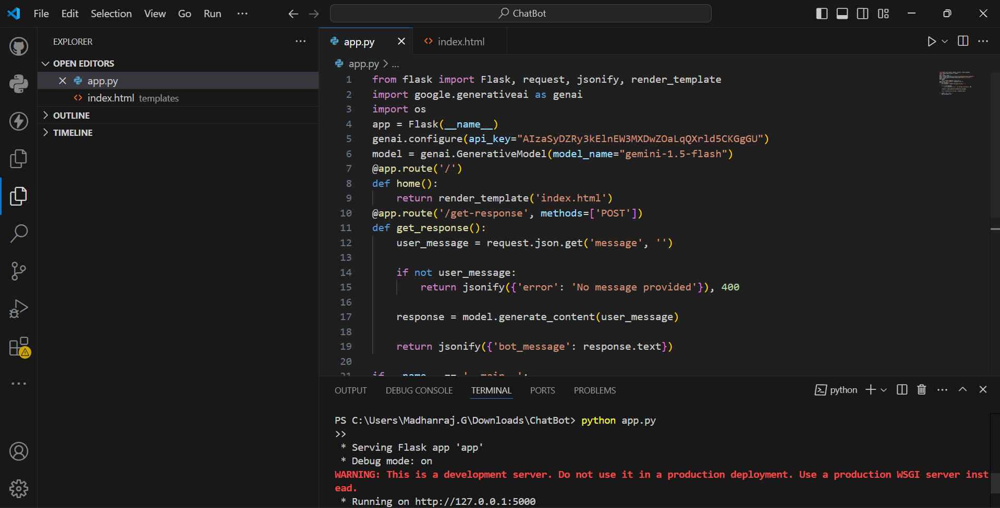 File Edit Selection View Go Run ···
ChatBot
EXPLORER
OPEN EDITORS
app.py
index.html templates
OUTLINE
TIMELINE
app.py index.html
app.py > ...
1 from flask import Flask, request, jsonify, render_template
2 import google.generativeai as genai
3 import os
4 app = Flask(__name__)
5 genai.configure(api_key="AIzaSyDZRy3kElnEW3MXDwZOaLqQXrld5CKGgGU")
6 model = genai.GenerativeModel(model_name="gemini-1.5-flash")
7 @app.route('/')
8 def home():
9 return render_template('index.html')
10 @app.route('/get-response', methods=['POST'])
11 def get_response():
12 user_message = request.json.get('message', '')
13
14 if not user_message:
15 return jsonify({'error': 'No message provided'}), 400
16
17 response = model.generate_content(user_message)
18
19 return jsonify({'bot_message': response.text})
20
21 if __name__ == '__main__':
OUTPUT DEBUG CONSOLE TERMINAL PORTS PROBLEMS
python
PS C:\Users\Madhanraj.G\Downloads\ChatBot> python app.py
>>
* Serving Flask app 'app'
* Debug mode: on
WARNING: This is a development server. Do not use it in a production deployment. Use a production WSGI server inst
ead.
* Running on http://127.0.0.1:5000